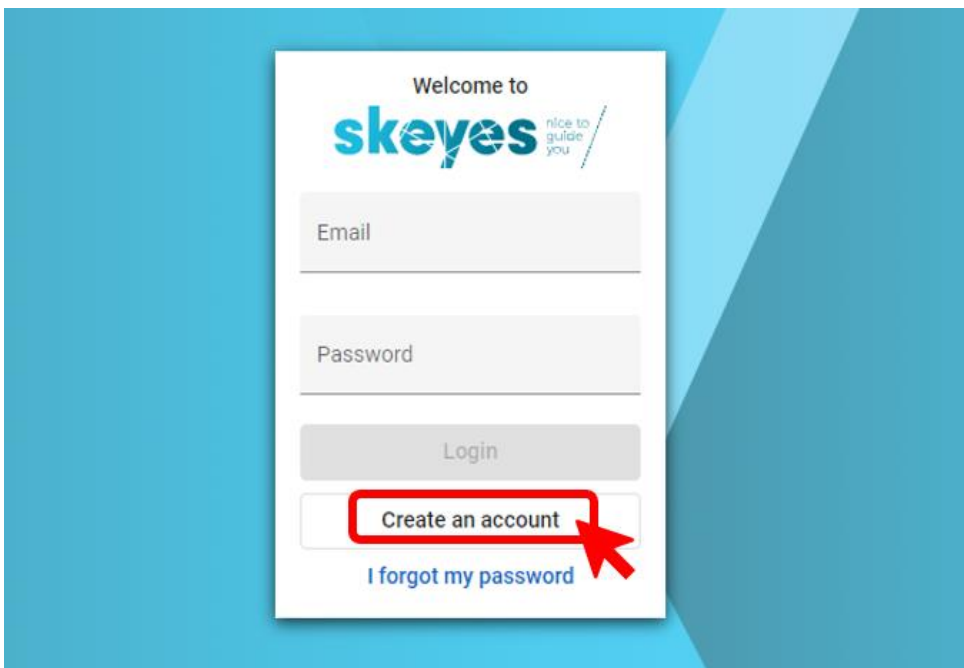 Welcome to
skeyes
nice to
guide
you
Email
Password
Login
Create an account
I forgot my password